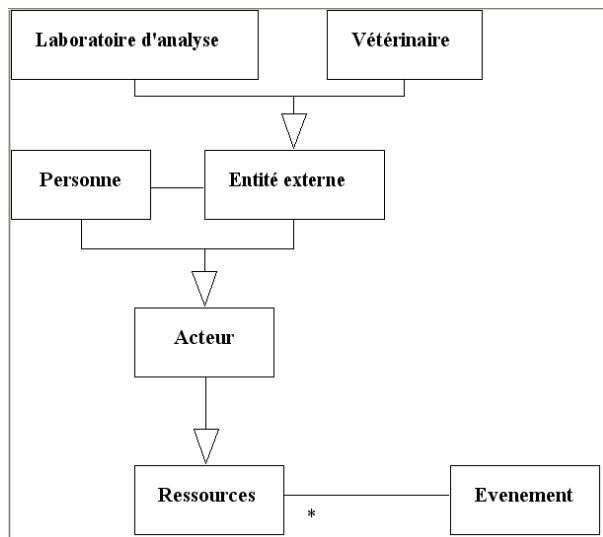 Laboratoire d'analyse
Vétérinaire
Personne
Entité externe
Acteur
Ressources
*
Evenement